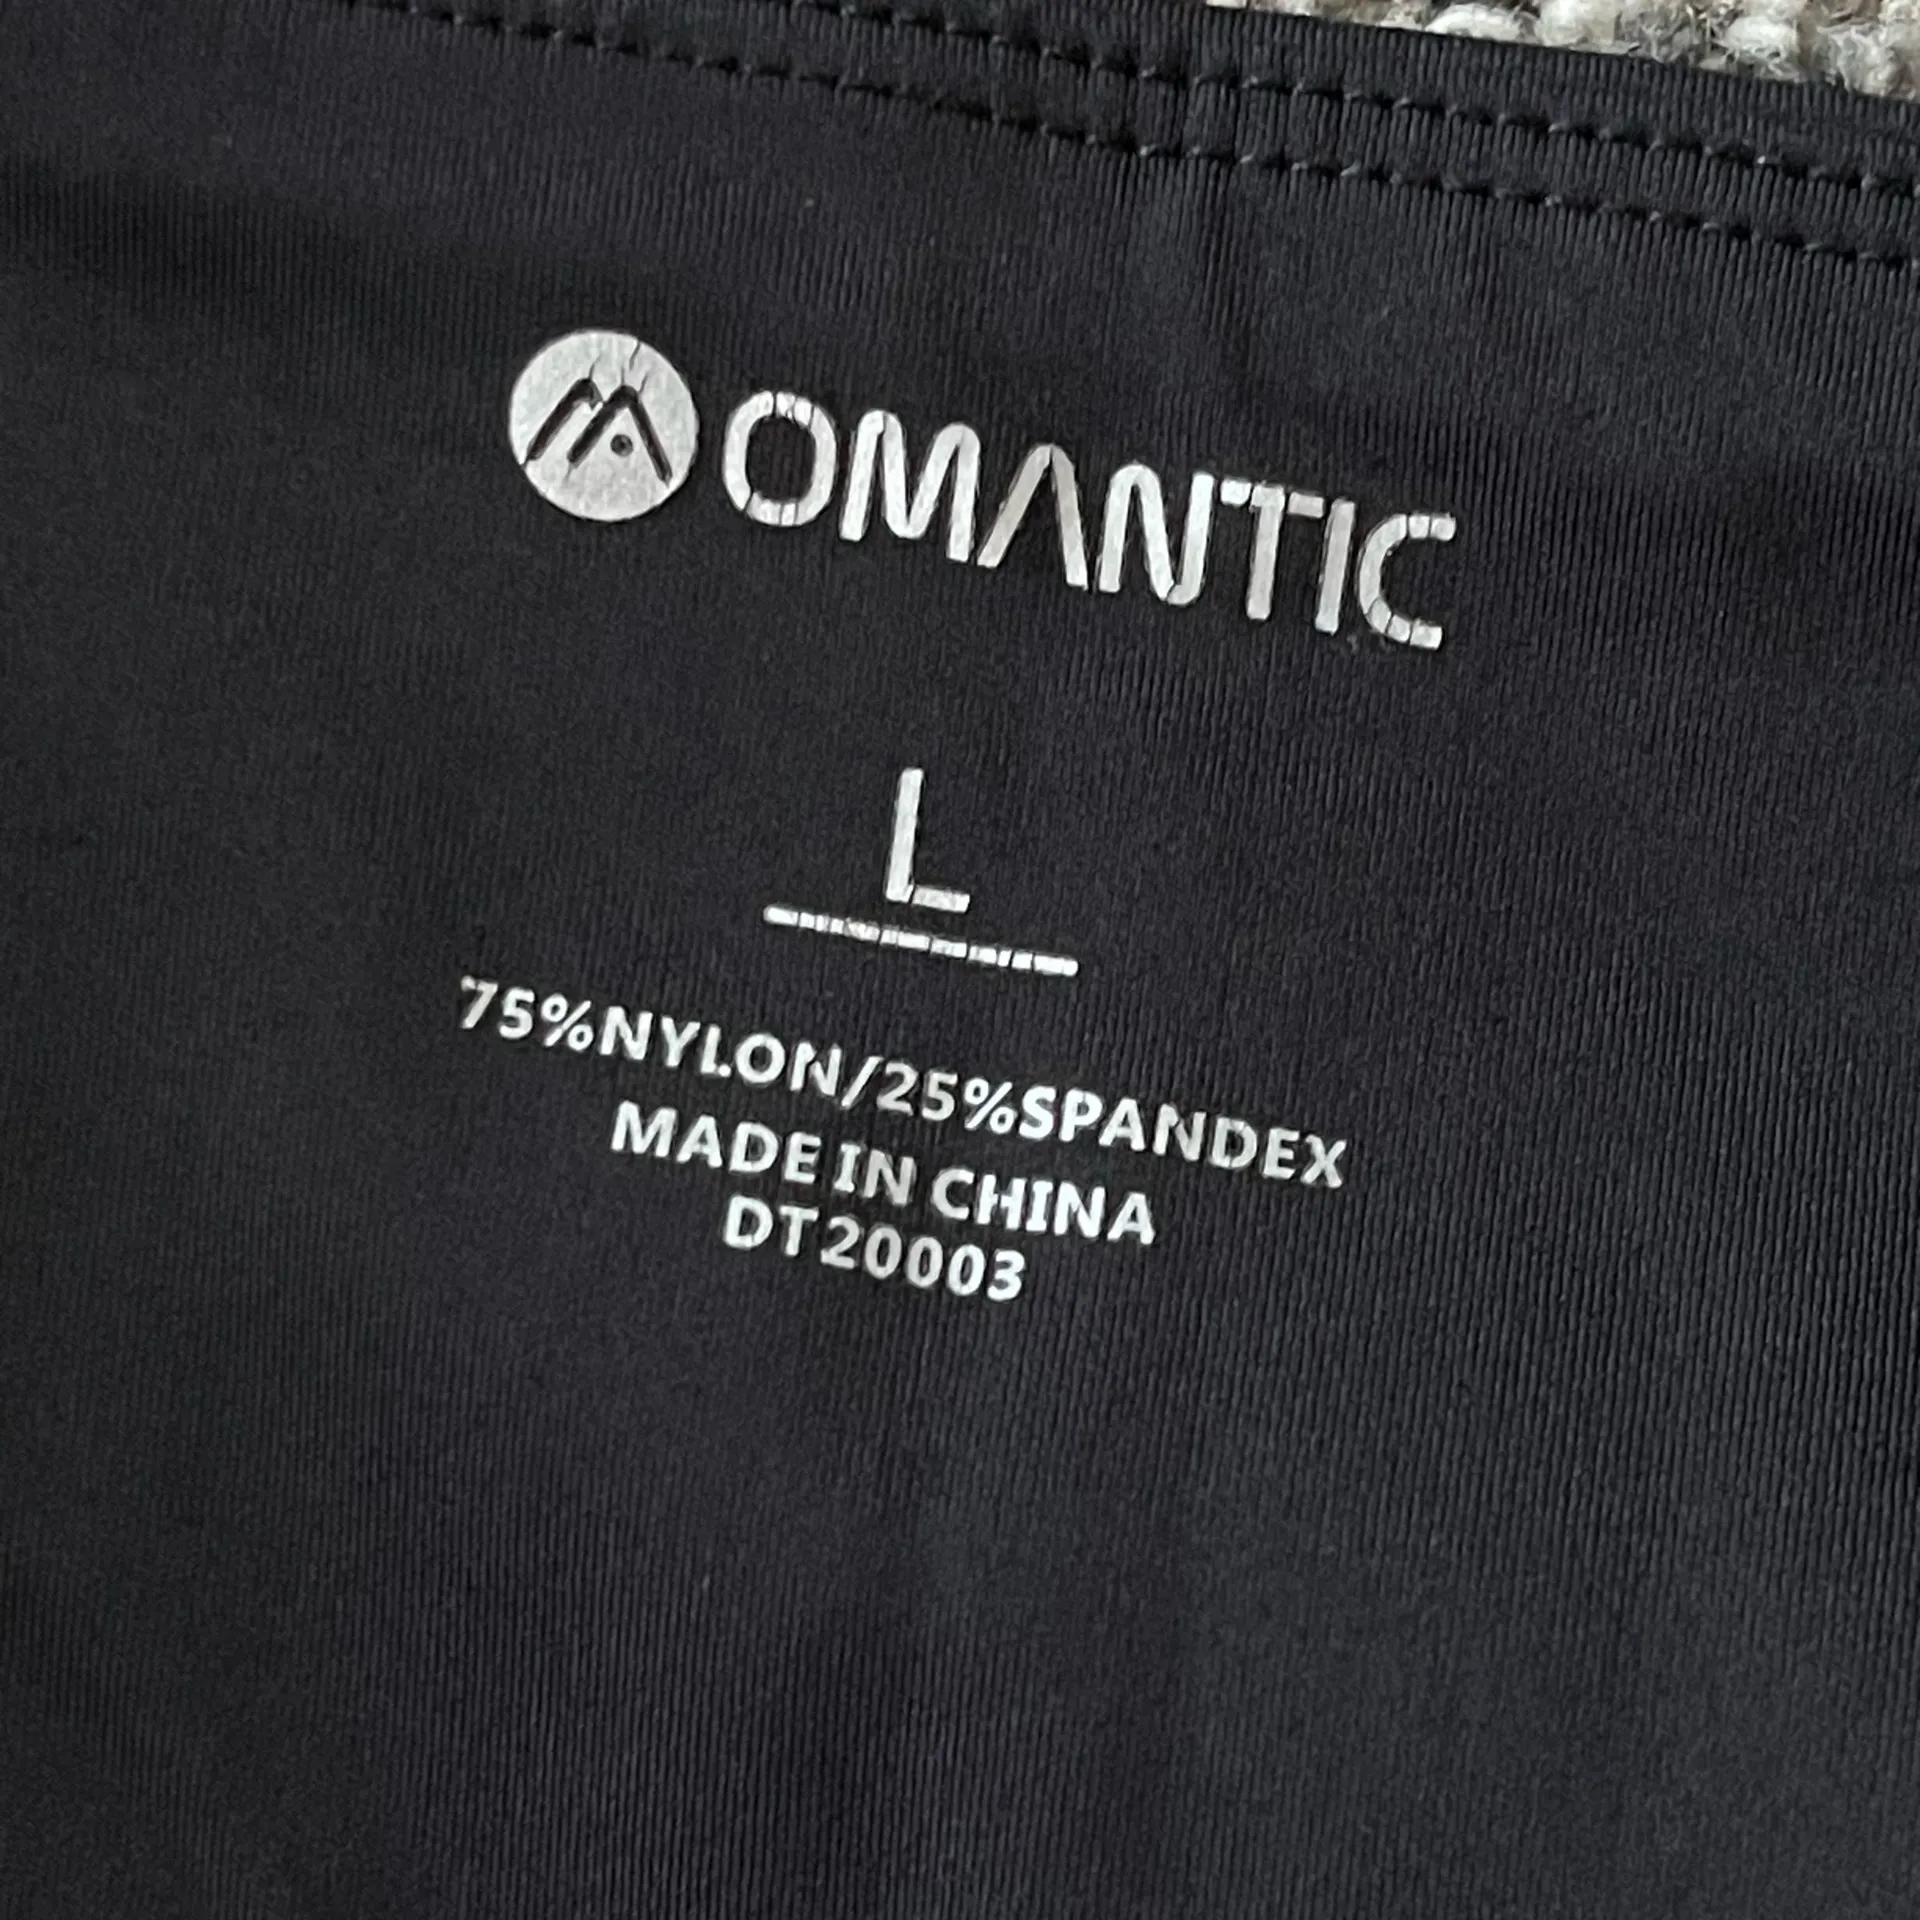 OMANTIC
L
75%NYLON/25%SPANDEX
MADE IN CHINA
DT20003